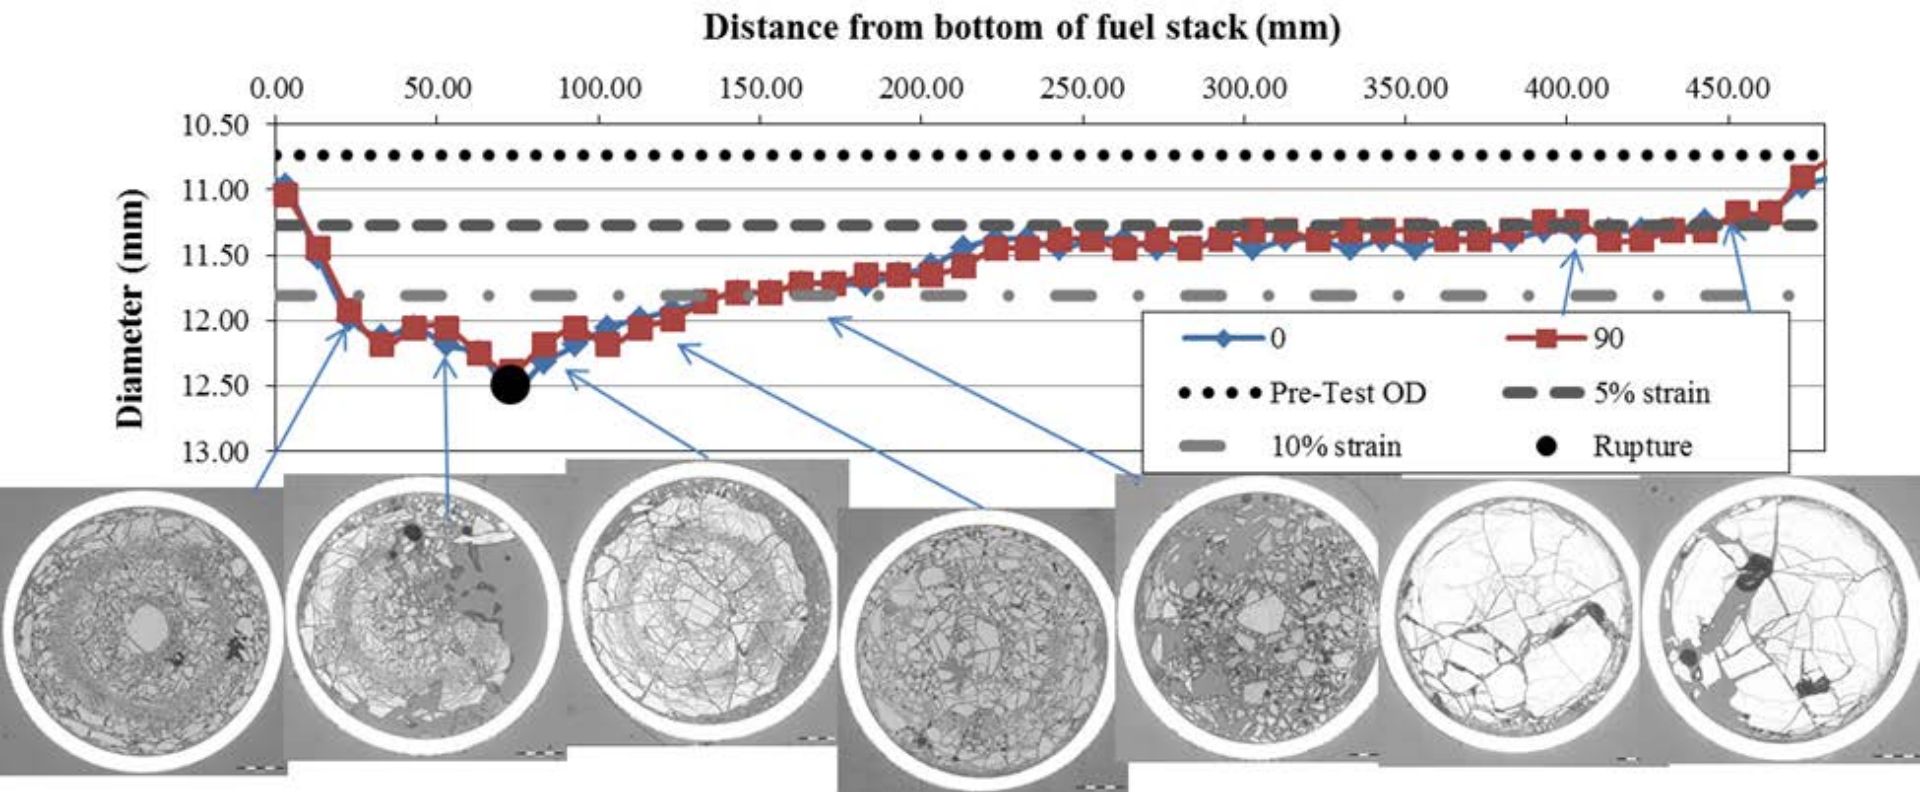 Distance from bottom of fuel stack (mm)
0.00 50.00 100.00 150.00 200.00 250.00 300.00 350.00 400.00 450.00
Diameter (mm)
10.50
11.00
11.50
12.00
12.50
13.00
0 90
Pre-Test OD 5% strain
10% strain Rupture